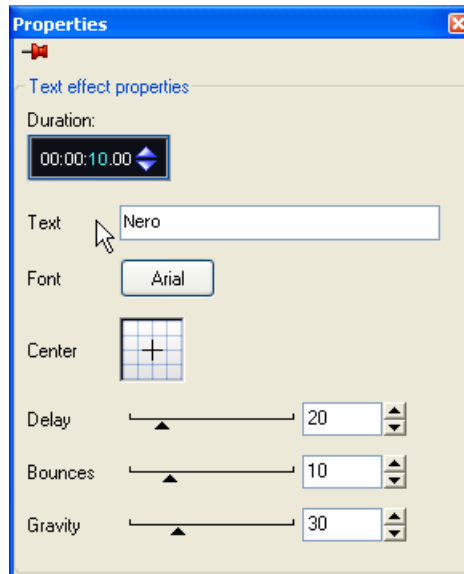 Properties
Text effect properties
Duration:
00:00:10.00
Text Nero
Font Arial
Center
Delay 20
Bounces 10
Gravity 30